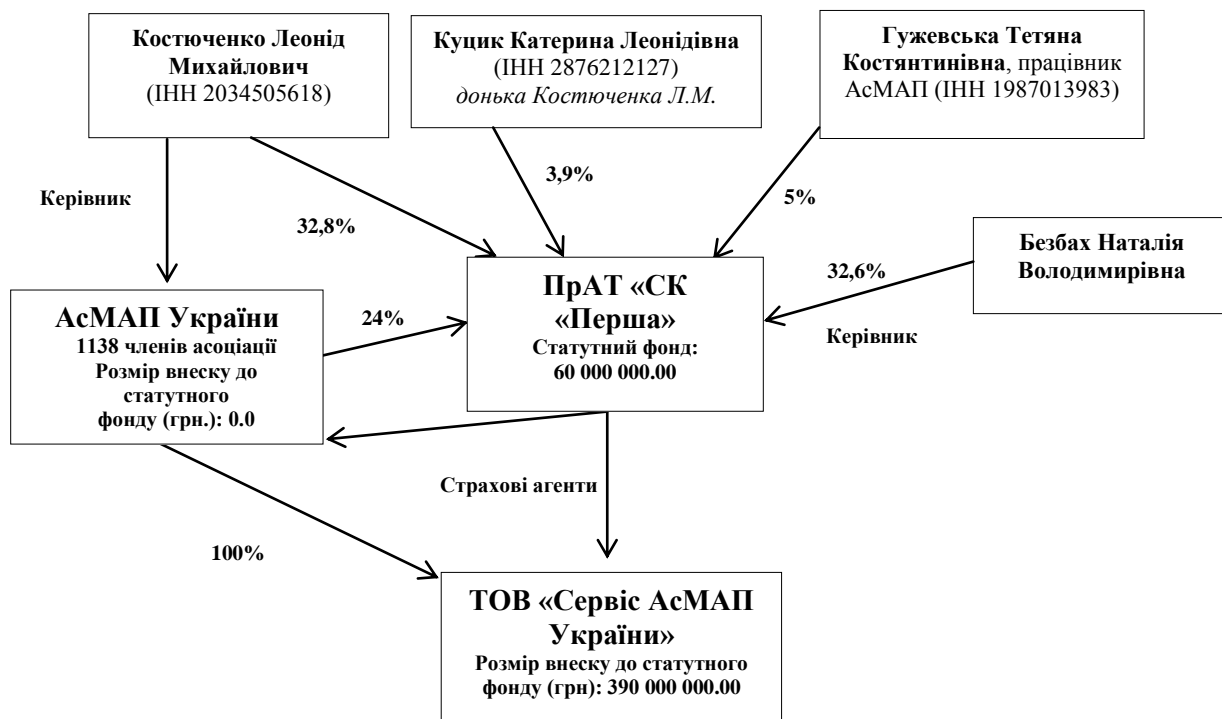 Костюченко Леонід
Михайлович
(ІНН 2034505618)
Куцик Катерина Леонідівна
(ІНН 2876212127)
донька Костюченка Л.М.
Гужевська Тетяна
Костянтинівна, працівник
АсМАП (ІНН 1987013983)
Керівник
32,8%
3,9%
5%
Безбах Наталія
Володимирівна
32,6%
Керівник
АсМАП України
1138 членів асоціації
Розмір внеску до
статутного
фонду (грн.): 0.0
24%
ПрАТ «СК
«Перша»
Статутний фонд:
60 000 000.00
Страхові агенти
100%
ТОВ «Сервіс АсМАП
України»
Розмір внеску до статутного
фонду (грн): 390 000 000.00